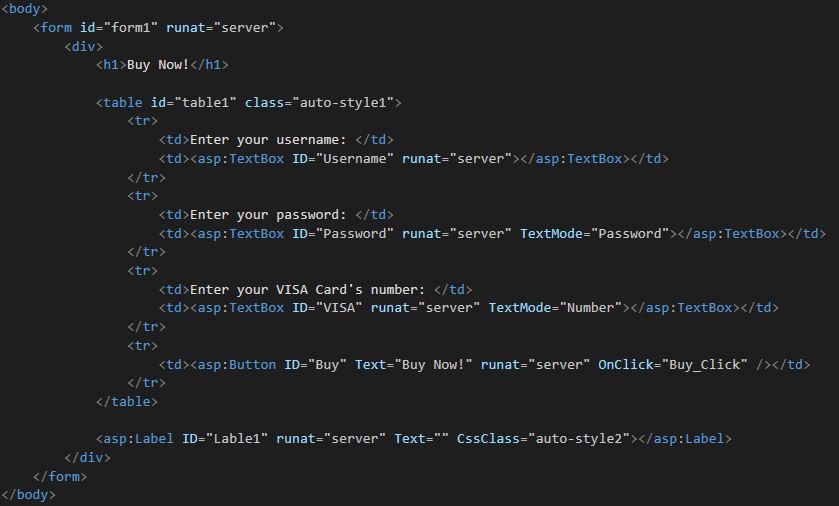 <body>
    <form id="form1" runat="server">
        <div>
            <h1>Buy Now!</h1>

            <table id="table1" class="auto-style1">
                <tr>
                    <td>Enter your username: </td>
                    <td><asp:TextBox ID="Username" runat="server"></asp:TextBox></td>
                </tr>
                <tr>
                    <td>Enter your password: </td>
                    <td><asp:TextBox ID="Password" runat="server" TextMode="Password"></asp:TextBox></td>
                </tr>
                <tr>
                    <td>Enter your VISA Card's number: </td>
                    <td><asp:TextBox ID="VISA" runat="server" TextMode="Number"></asp:TextBox></td>
                </tr>
                <tr>
                    <td><asp:Button ID="Buy" Text="Buy Now!" runat="server" OnClick="Buy_Click" /></td>
                </tr>
            </table>

            <asp:Label ID="Lable1" runat="server" Text="" CssClass="auto-style2"></asp:Label>
        </div>
    </form>
</body>